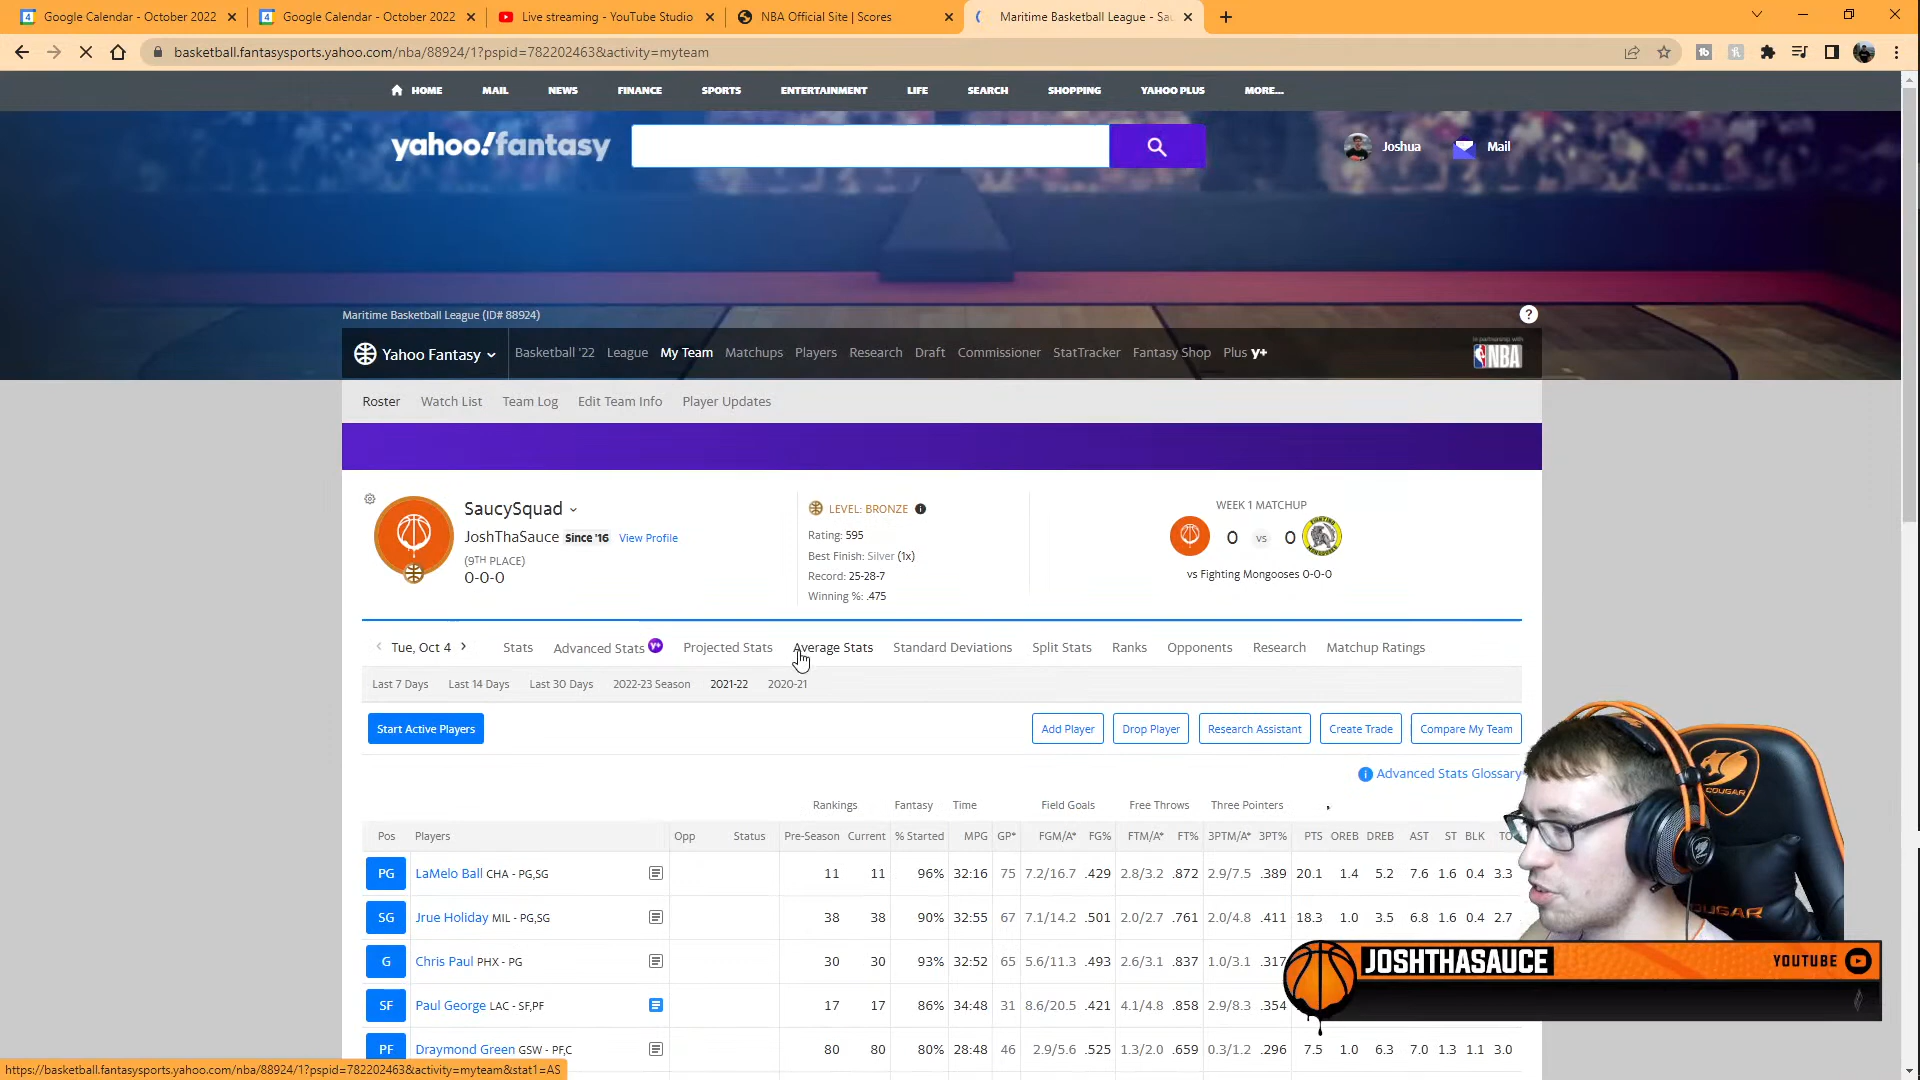 Google Calendar - October 2022
Google Calendar - October 2022
Live streaming - YouTube Studio
NBA Official Site | Scores
Maritime Basketball League - Sau
basketball.fantasysports.yahoo.com/nba/88924/1?pspid=782202463&activity=myteam
HOME MAIL NEWS FINANCE SPORTS ENTERTAINMENT LIFE SEARCH SHOPPING YAHOO PLUS MORE...
yahoo!fantasy
Joshua Mail
Maritime Basketball League (ID# 88924)
?
Yahoo Fantasy Basketball '22 League My Team Matchups Players Research Draft Commissioner StatTracker Fantasy Shop Plus y+
NBA
Roster Watch List Team Log Edit Team Info Player Updates
SaucySquad
JoshThaSauce Since '16 View Profile
(9TH PLACE)
0-0-0
LEVEL: BRONZE
Rating: 595
Best Finish: Silver (1x)
Record: 25-28-7
Winning %: .475
WEEK 1 MATCHUP
0 vs 0
vs Fighting Mongooses 0-0-0
Tue, Oct 4 Stats Advanced Stats y+ Projected Stats Average Stats Standard Deviations Split Stats Ranks Opponents Research Matchup Ratings
Last 7 Days Last 14 Days Last 30 Days 2022-23 Season 2021-22 2020-21
Start Active Players Add Player Drop Player Research Assistant Create Trade Compare My Team
Advanced Stats Glossary
Rankings Fantasy Time Field Goals Free Throws Three Pointers
Pos Players Opp Status Pre-Season Current % Started MPG GP* FGM/A* FG% FTM/A* FT% 3PTM/A* 3PT% PTS OREB DREB AST ST BLK TO
PG LaMelo Ball CHA - PG,SG 11 11 96% 32:16 75 7.2/16.7 .429 2.8/3.2 .872 2.9/7.5 .389 20.1 1.4 5.2 7.6 1.6 0.4 3.3
SG Jrue Holiday MIL - PG,SG 38 38 90% 32:55 67 7.1/14.2 .501 2.0/2.7 .761 2.0/4.8 .411 18.3 1.0 3.5 6.8 1.6 0.4 2.7
G Chris Paul PHX - PG 30 30 93% 32:52 65 5.6/11.3 .493 2.6/3.1 .837 1.0/3.1 .317
SF Paul George LAC - SF,PF 17 17 86% 34:48 31 8.6/20.5 .421 4.1/4.8 .858 2.9/8.3 .354
PF Draymond Green GSW - PF,C 80 80 80% 28:48 46 2.9/5.6 .525 1.3/2.0 .659 0.3/1.2 .296 7.5 1.0 6.3 7.0 1.3 1.1 3.0
COUGAR
COUGAR
JOSHTHASAUCE YOUTUBE
https://basketball.fantasysports.yahoo.com/nba/88924/1?pspid=782202463&activity=myteam&stat1=AS